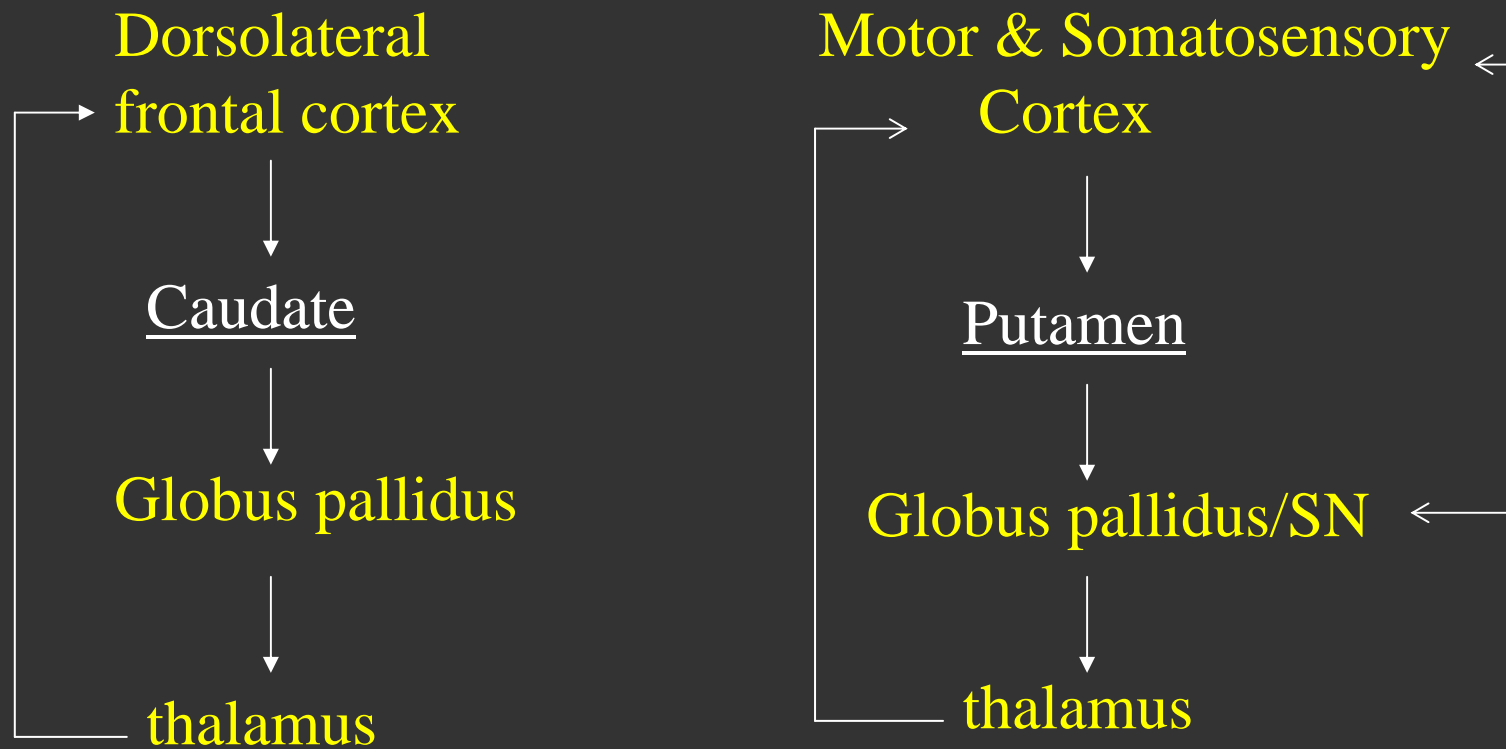 Dorsolateral
frontal cortex
Caudate
Globus pallidus
thalamus
Motor & Somatosensory
Cortex
Putamen
Globus pallidus/SN
thalamus